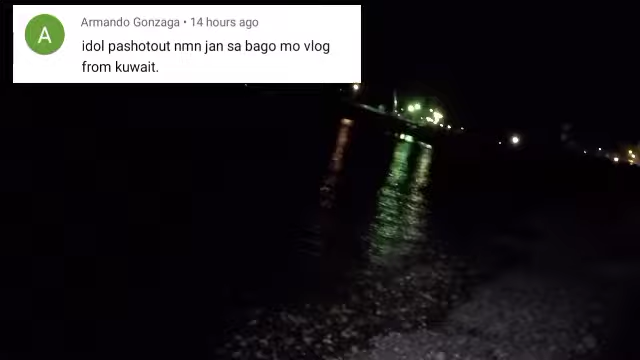 A
Armando Gonzaga • 14 hours ago
idol pashotout nmn jan sa bago mo vlog
from kuwait.